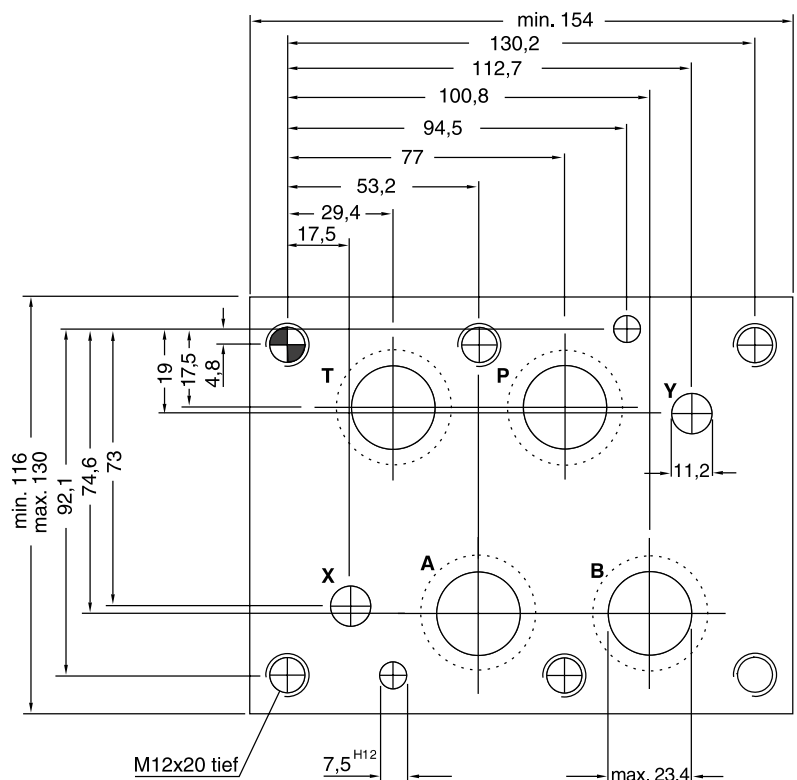 min. 154
130,2
112,7
100,8
94,5
77
53,2
29,4
17,5
min. 116
max. 130
92,1
74,6
73
19
17,5
4,8
T
P
Y
11,2
X
A
B
M12x20 tief
7,5 H12
max. 23,4